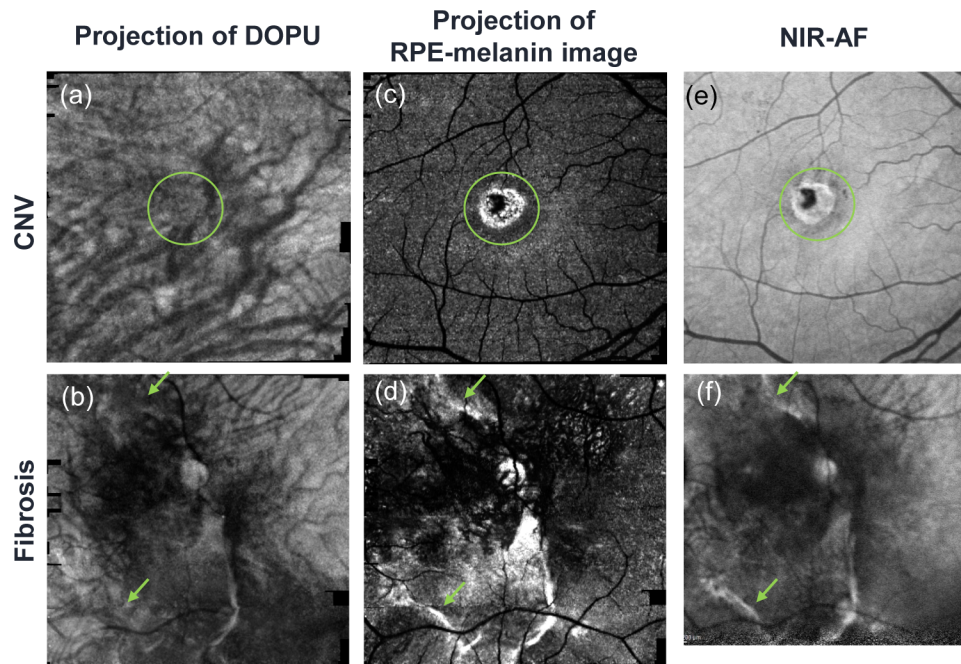 Projection of DOPU
Projection of
RPE-melanin image
NIR-AF
CNV
(a)
(c)
(e)
Fibrosis
(b)
(d)
(f)